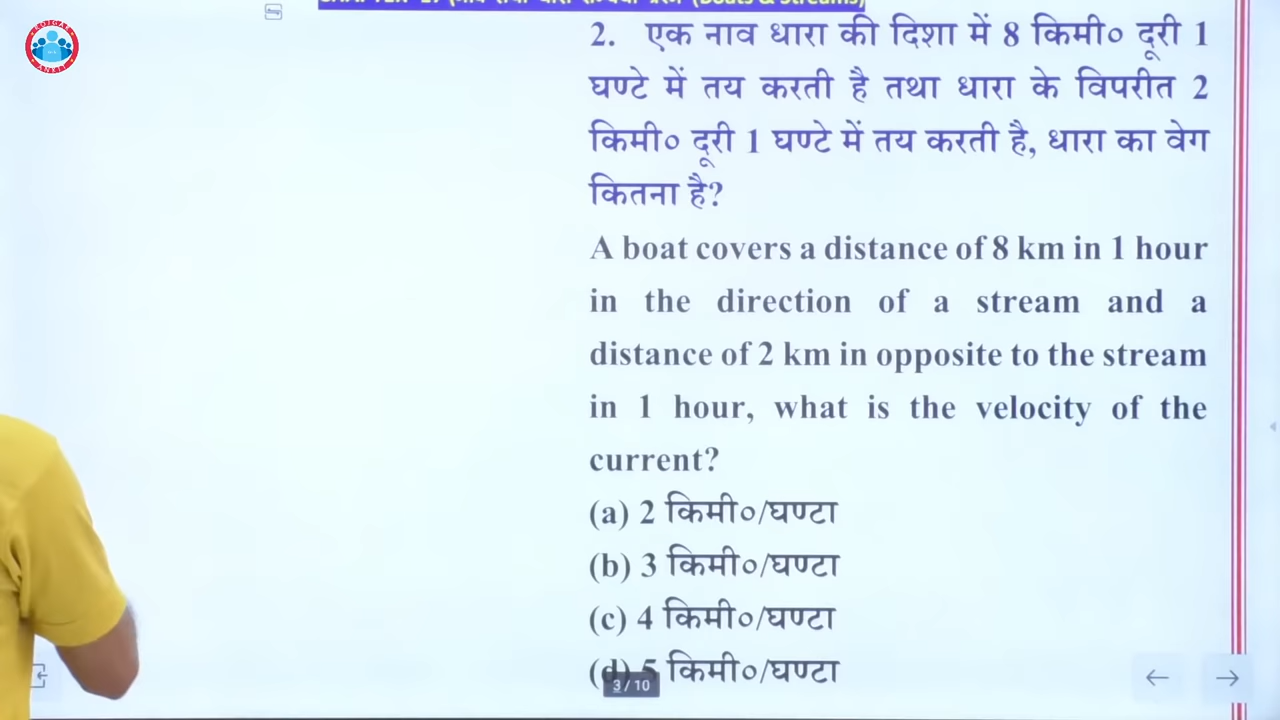 2. एक नाव धारा की दिशा में 8 किमी० दूरी 1
घण्टे में तय करती है तथा धारा के विपरीत 2
किमी० दूरी 1 घण्टे में तय करती है, धारा का वेग
कितना है?
A boat covers a distance of 8 km in 1 hour
in the direction of a stream and a
distance of 2 km in opposite to the stream
in 1 hour, what is the velocity of the
current?
(a) 2 किमी०/घण्टा
(b) 3 किमी०/घण्टा
(c) 4 किमी०/घण्टा
(d) 5 किमी०/घण्टा
3 / 10